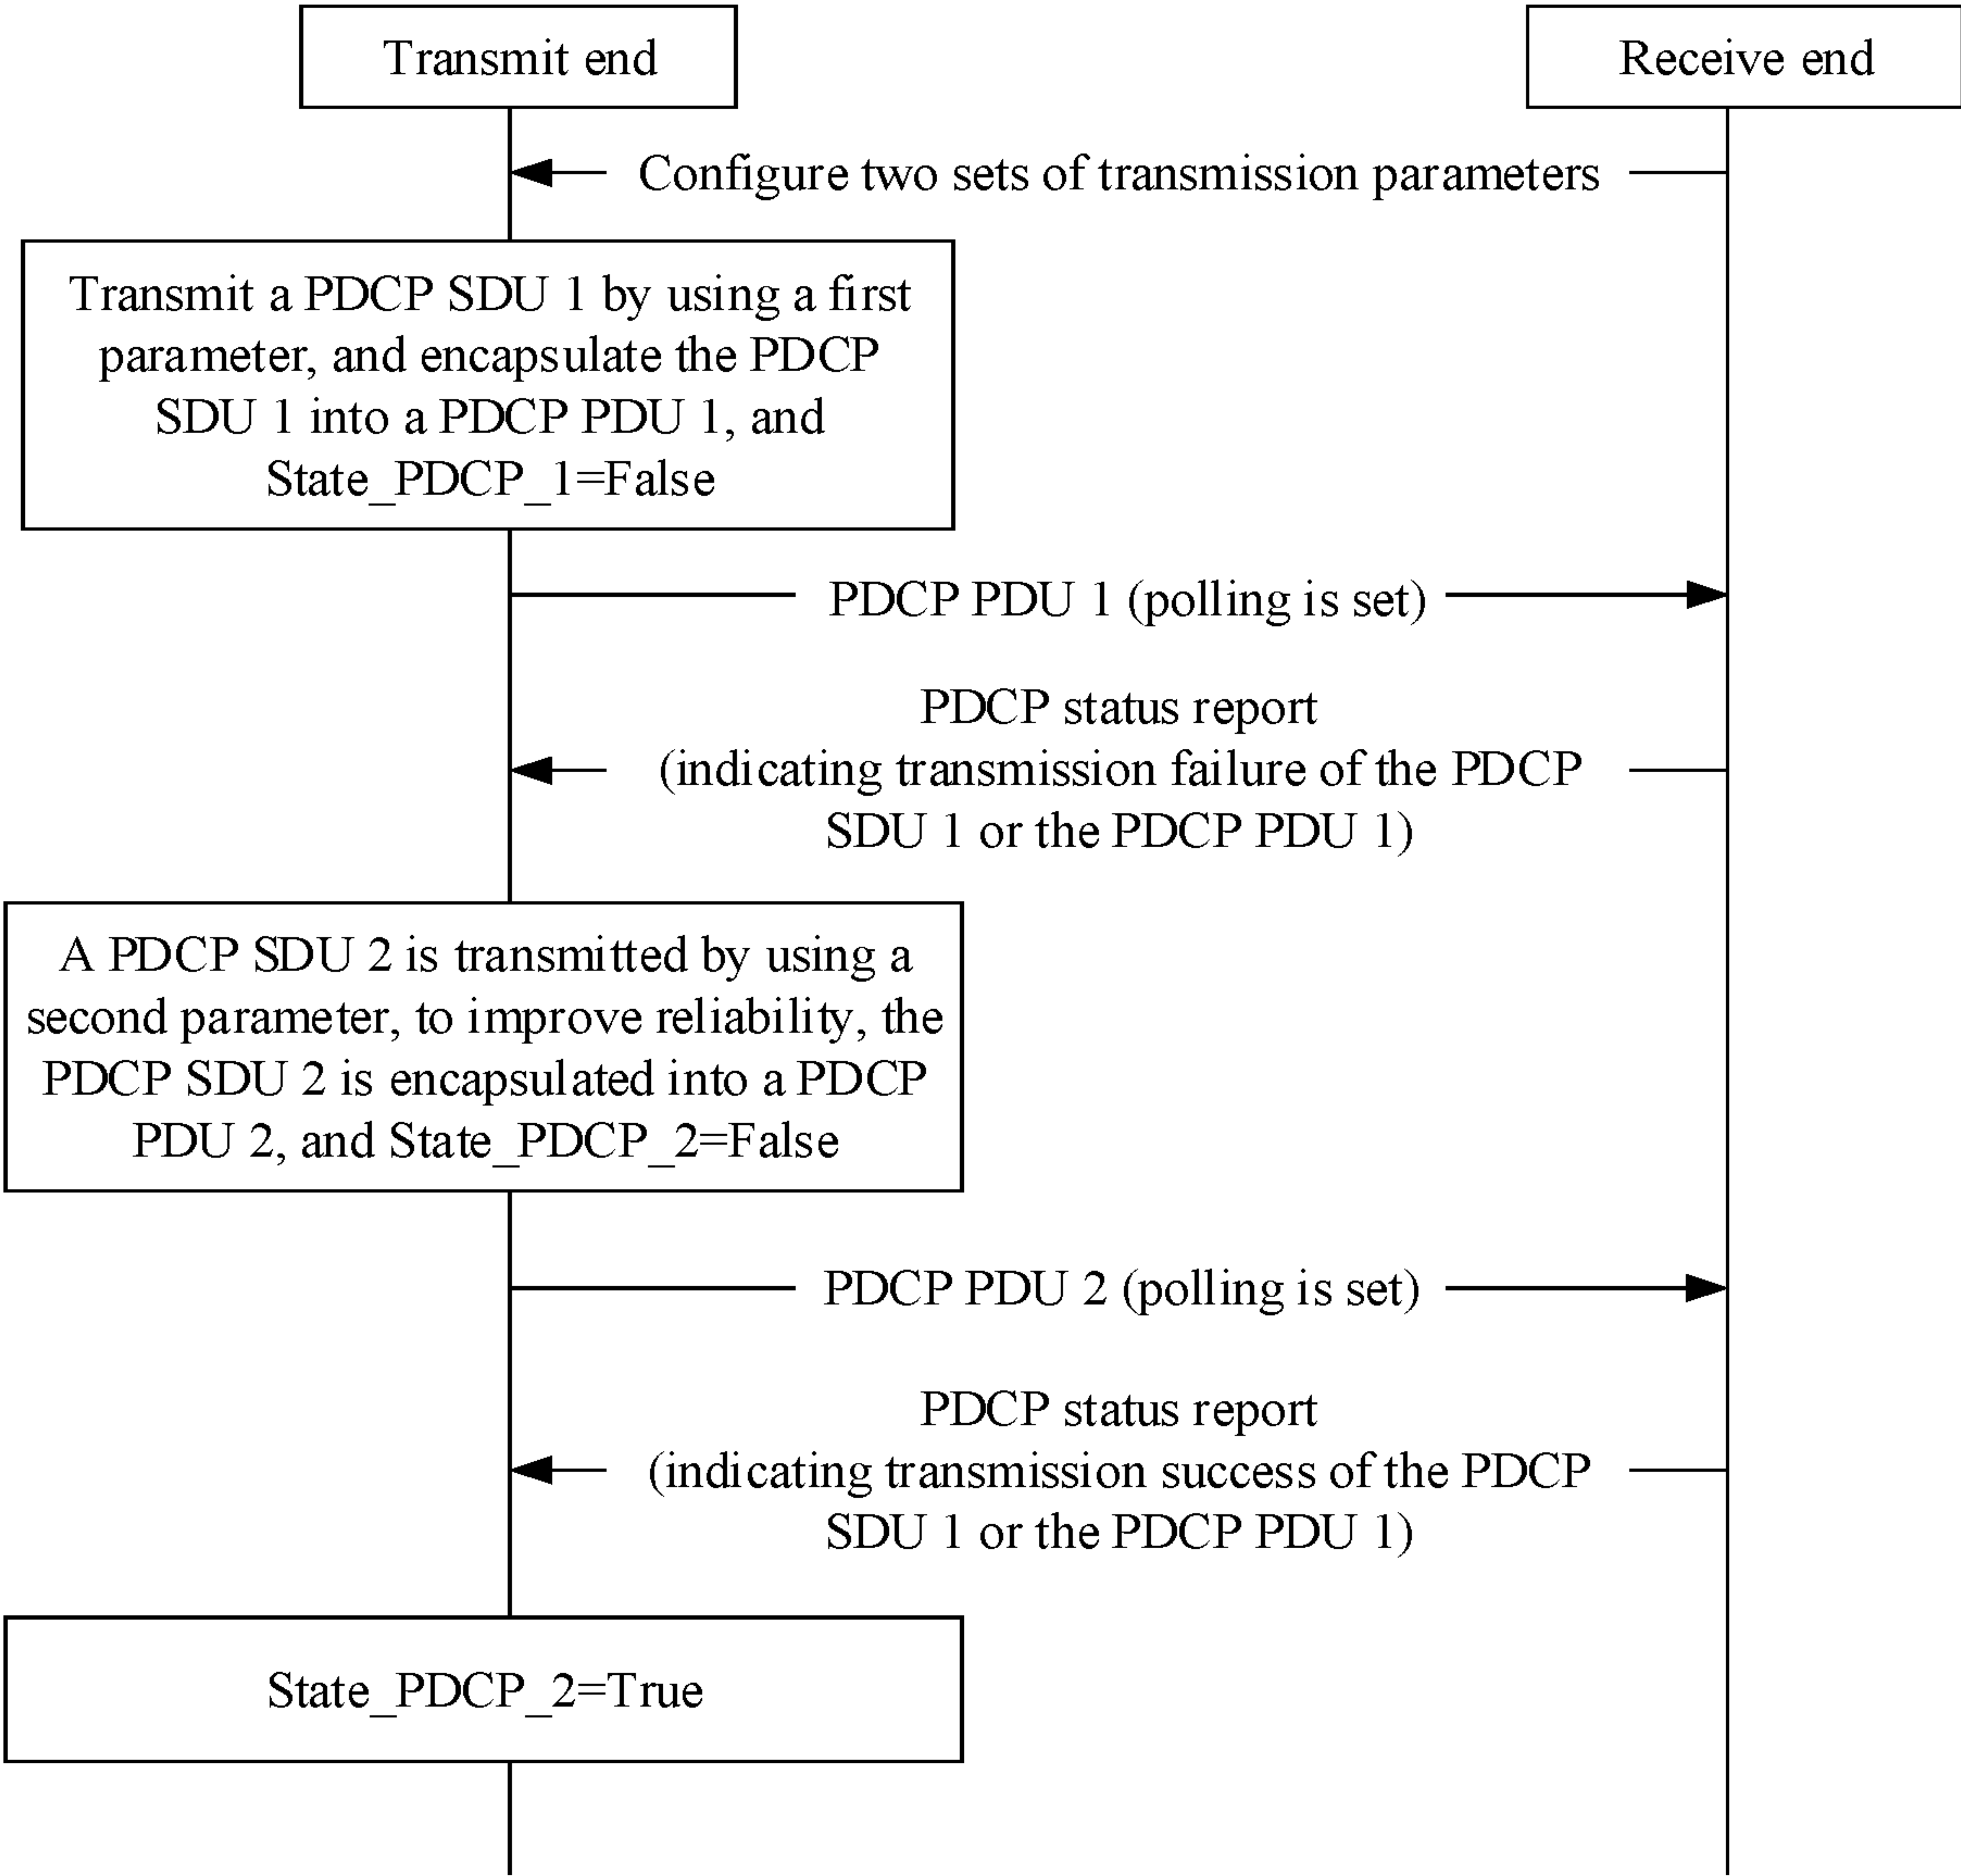 Transmit end
Receive end
Configure two sets of transmission parameters
Transmit a PDCP SDU 1 by using a first
parameter, and encapsulate the PDCP
SDU 1 into a PDCP PDU 1, and
State_PDCP_1=False
PDCP PDU 1 (polling is set)
PDCP status report
(indicating transmission failure of the PDCP
SDU 1 or the PDCP PDU 1)
A PDCP SDU 2 is transmitted by using a
second parameter, to improve reliability, the
PDCP SDU 2 is encapsulated into a PDCP
PDU 2, and State_PDCP_2=False
PDCP PDU 2 (polling is set)
PDCP status report
(indicating transmission success of the PDCP
SDU 1 or the PDCP PDU 1)
State_PDCP_2=True